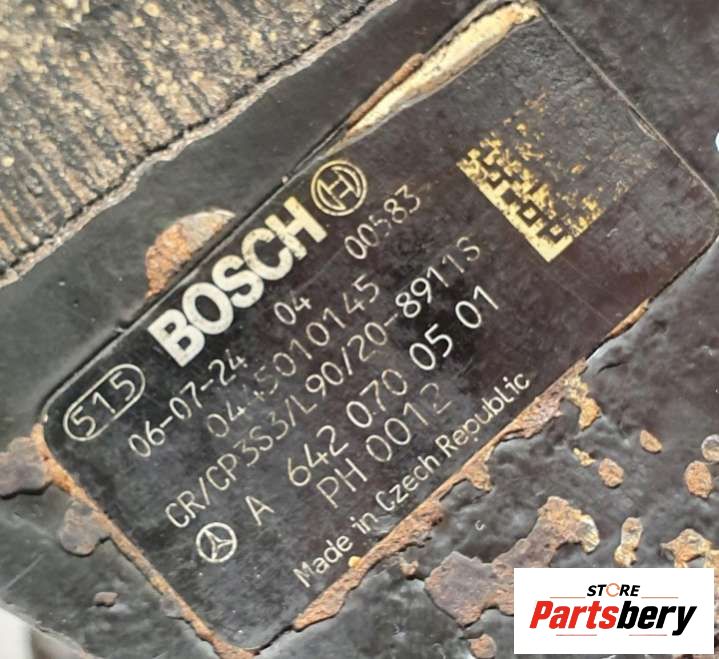 BOSCH
515
06-07-24 04 00583
0445010145
CR/CP3S3/L90/20-8911S
A 642 070 05 01
PH 0012
Made in Czech Republic
STORE
Partsbery